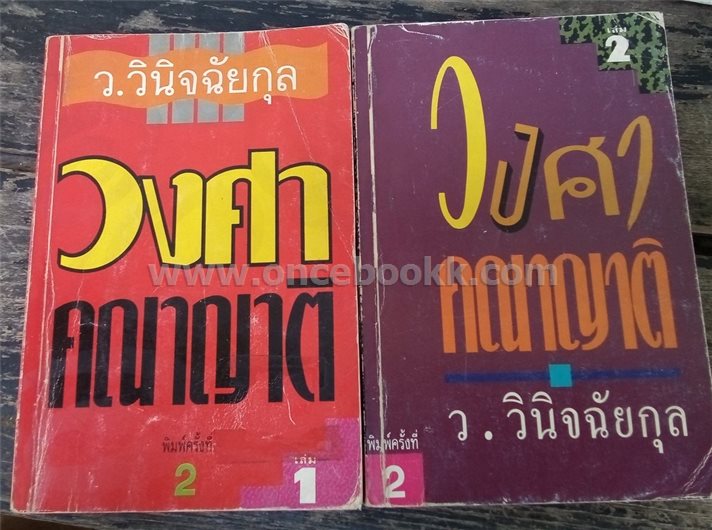 ว.วินิจฉัยกุล
วงศา
คณาญาติ
พิมพ์ครั้งที่
2
เล่ม
1
เล่ม
2
วงศา
คณาญาติ
ว.วินิจฉัยกุล
พิมพ์ครั้งที่
2
www.oncebookk.com